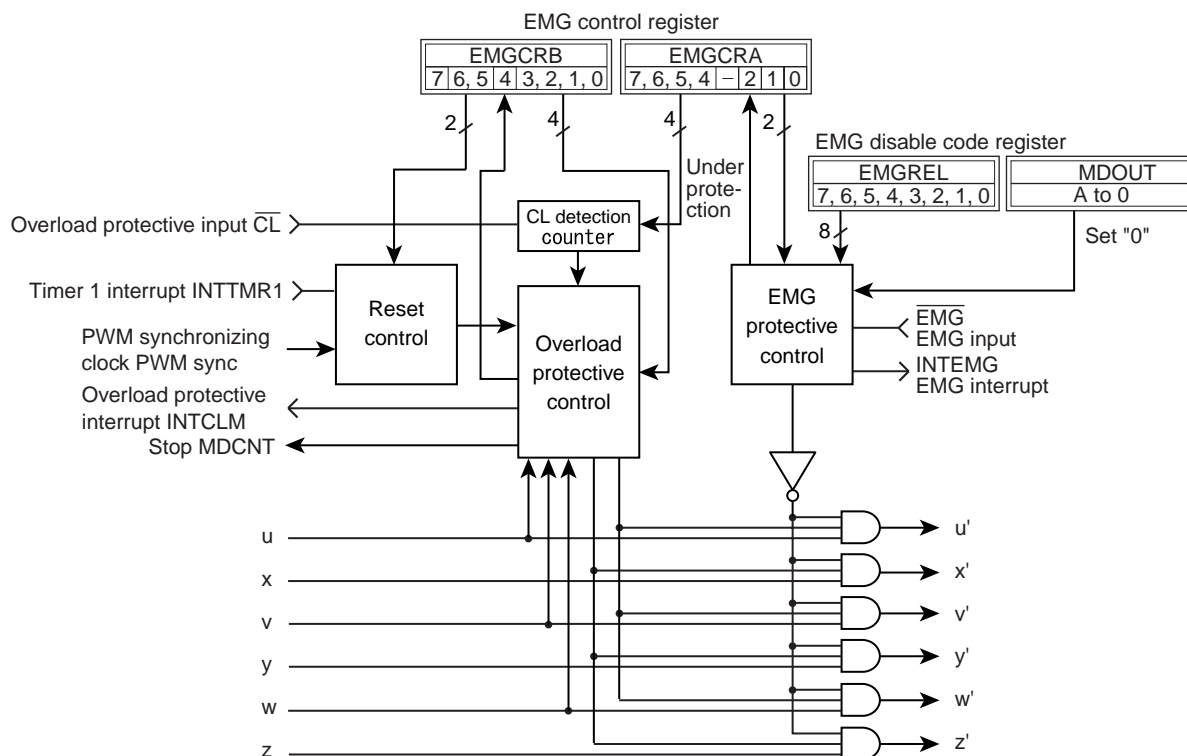 EMG control register
EMGCRB
7 6, 5 4 3, 2, 1, 0
EMGCRA
7, 6, 5, 4 – 2 1 0
2
4
4
2
Under
prote-
ction
EMG disable code register
EMGREL
7, 6, 5, 4, 3, 2, 1, 0
MDOUT
A to 0
8
Set "0"
Overload protective input C̅L̅
CL detection
counter
Timer 1 interrupt INTTMR1
Reset
control
PWM synchronizing
clock PWM sync
Overload
protective
control
EMG
protective
control
E̅M̅G̅
EMG input
INTEMG
EMG interrupt
Overload protective
interrupt INTCLM
Stop MDCNT
u
u'
x
x'
v
v'
y
y'
w
w'
z
z'